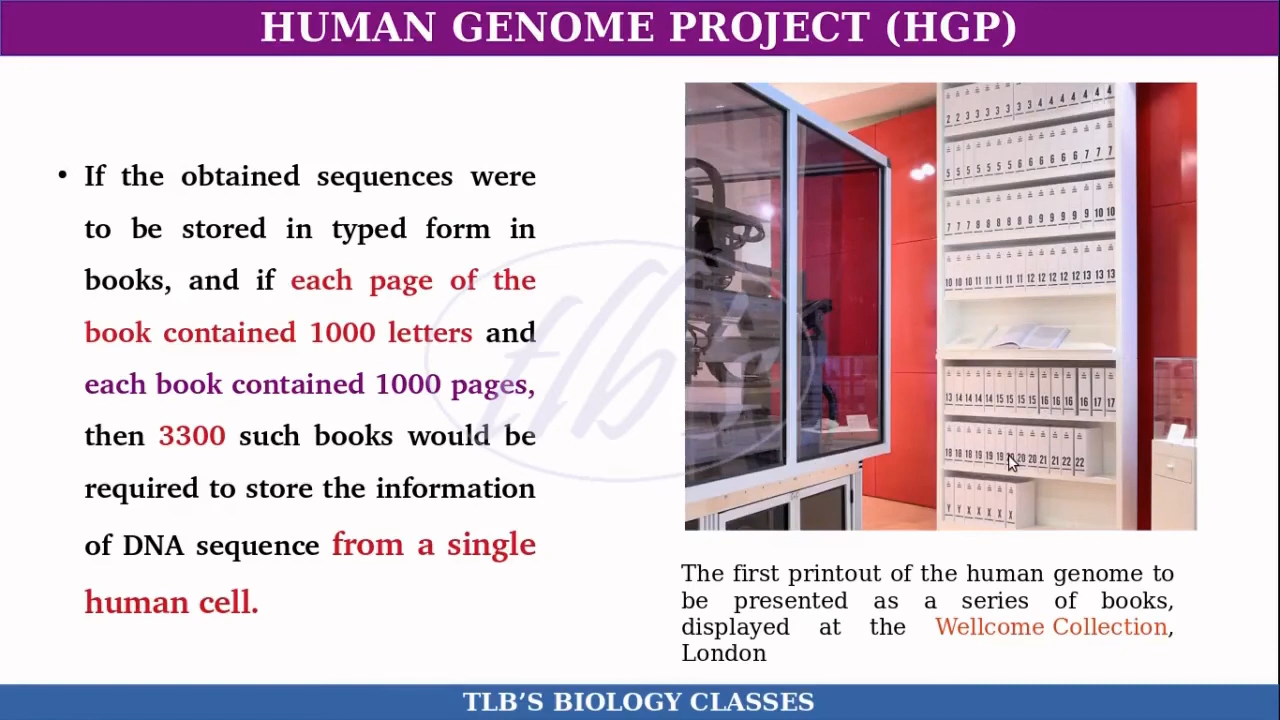 HUMAN GENOME PROJECT (HGP)
• If the obtained sequences were
to be stored in typed form in
books, and if each page of the
book contained 1000 letters and
each book contained 1000 pages,
then 3300 such books would be
required to store the information
of DNA sequence from a single
human cell.
tlb's
The first printout of the human genome to
be presented as a series of books,
displayed at the Wellcome Collection,
London
TLB’S BIOLOGY CLASSES